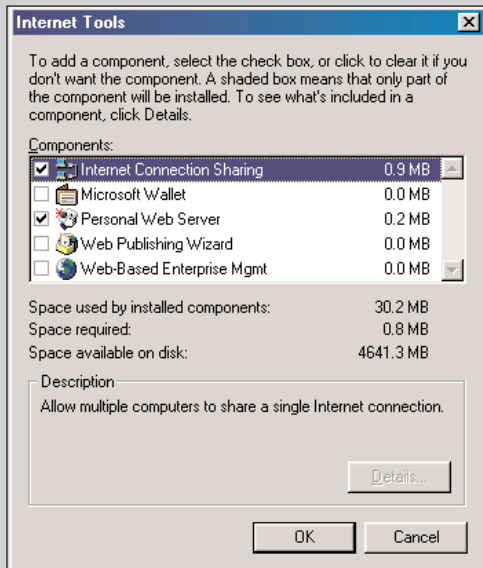 Internet Tools
To add a component, select the check box, or click to clear it if you
don't want the component. A shaded box means that only part of
the component will be installed. To see what's included in a
component, click Details.
Components:
Internet Connection Sharing 0.9 MB
Microsoft Wallet 0.0 MB
Personal Web Server 0.2 MB
Web Publishing Wizard 0.0 MB
Web-Based Enterprise Mgmt 0.0 MB
Space used by installed components: 30.2 MB
Space required: 0.8 MB
Space available on disk: 4641.3 MB
Description
Allow multiple computers to share a single Internet connection.
Details...
OK Cancel